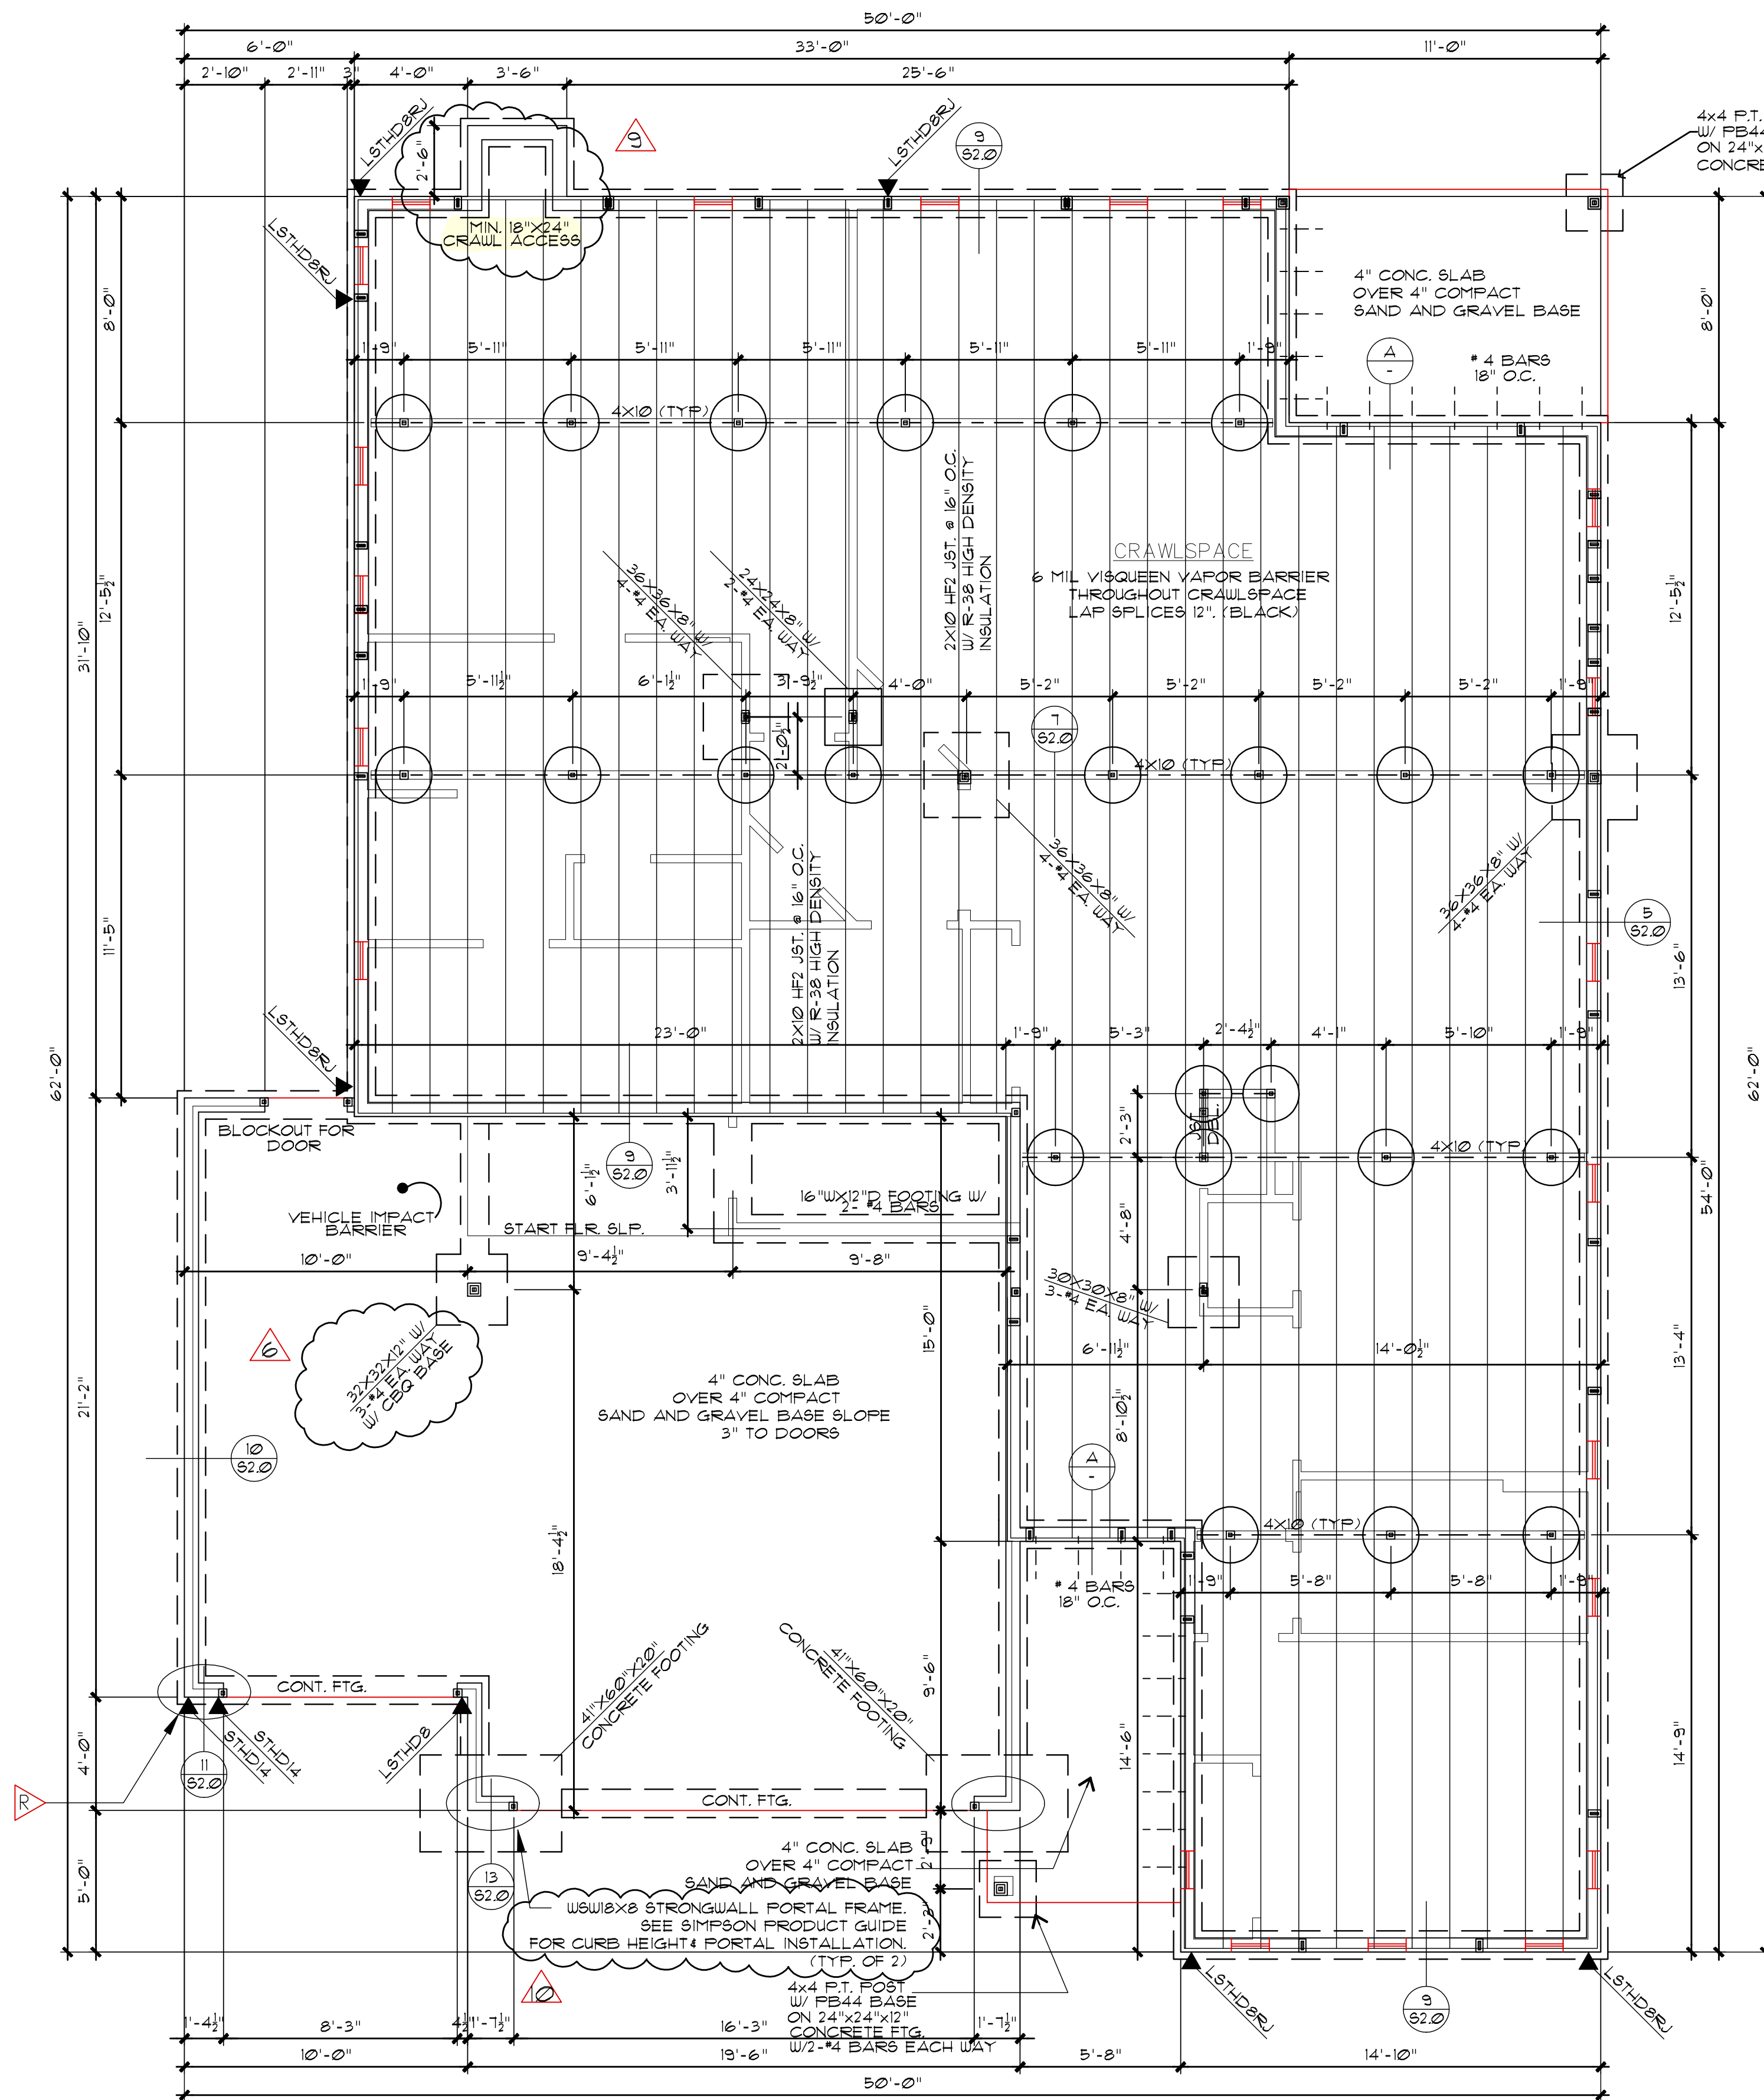 50'-0"
6'-0"
33'-0"
11'-0"
2'-10"
2'-11"
3"
4'-0"
3'-6"
25'-6"
LSTHD8RJ
2'-6"
9
LSTHD8RJ
9
S2.0
4x4 P.T.
W/ PB44
ON 24"x
CONCRE
MIN. 18"X24"
CRAWL ACCESS
LSTHD8RJ
8'-0"
4" CONC. SLAB
OVER 4" COMPACT
SAND AND GRAVEL BASE
8'-0"
1'-9"
5'-11"
5'-11"
5'-11"
5'-11"
5'-11"
1'-9"
A
-
# 4 BARS
18" O.C.
4X10 (TYP)
2X10 HF2 JST. @ 16" O.C.
W/ R-38 HIGH DENSITY
INSULATION
CRAWLSPACE
6 MIL VISQUEEN VAPOR BARRIER
THROUGHOUT CRAWLSPACE
LAP SPLICES 12". (BLACK)
36X36X8" W/
4-#4 EA. WAY
24X24X8" W/
2-#4 EA. WAY
12'-5½"
31'-10"
12'-5½"
1'-9"
5'-11½"
6'-1½"
3'-9½"
4'-0"
5'-2"
5'-2"
5'-2"
5'-2"
1'-9"
2'-0½"
7
S2.0
4X10 (TYP)
36X36X8" W/
4-#4 EA. WAY
36X36X8" W/
4-#4 EA. WAY
2X10 HF2 JST. @ 16" O.C.
W/ R-38 HIGH DENSITY
INSULATION
5
S2.0
11'-5"
13'-6"
62'-0"
62'-0"
LSTHD8RJ
23'-0"
1'-9"
5'-3"
2'-4½"
4'-1"
5'-10"
1'-9"
BLOCKOUT FOR
DOOR
9
S2.0
6'-1½"
3'-11½"
2'-3"
JST
DEL.
4X10 (TYP)
54'-0"
VEHICLE IMPACT
BARRIER
START FLR. SLP.
16"WX12"D FOOTING W/
2- #4 BARS
4'-8"
10'-0"
9'-4½"
9'-8"
30X30X8" W/
3-#4 EA. WAY
6
32X32X12" W/
3-#4 EA. WAY
W/ CBQ BASE
15'-0"
6'-11½"
14'-0½"
13'-4"
21'-2"
4" CONC. SLAB
OVER 4" COMPACT
SAND AND GRAVEL BASE SLOPE
3" TO DOORS
8'-10½"
10
S2.0
A
-
18'-4½"
4X10 (TYP)
# 4 BARS
18" O.C.
1'-9"
5'-8"
5'-8"
1'-9"
CONT. FTG.
41"X60"X20"
CONCRETE FOOTING
41"X60"X20"
CONCRETE FOOTING
9'-6"
STHD14
STHD14
LSTHD8
11
S2.0
R
4'-0"
14'-6"
14'-9"
CONT. FTG.
4" CONC. SLAB
OVER 4" COMPACT
SAND AND GRAVEL BASE
2'-9"
13
S2.0
5'-0"
WSW18X8 STRONGWALL PORTAL FRAME.
SEE SIMPSON PRODUCT GUIDE
FOR CURB HEIGHT & PORTAL INSTALLATION.
(TYP. OF 2)
2'-3"
10
4x4 P.T. POST
W/ PB44 BASE
ON 24"x24"x12"
CONCRETE FTG.
W/2-#4 BARS EACH WAY
LSTHD8RJ
9
S2.0
LSTHD8RJ
1'-4½"
8'-3"
4½"
1'-7½"
16'-3"
1'-7½"
10'-0"
19'-6"
5'-8"
14'-10"
50'-0"